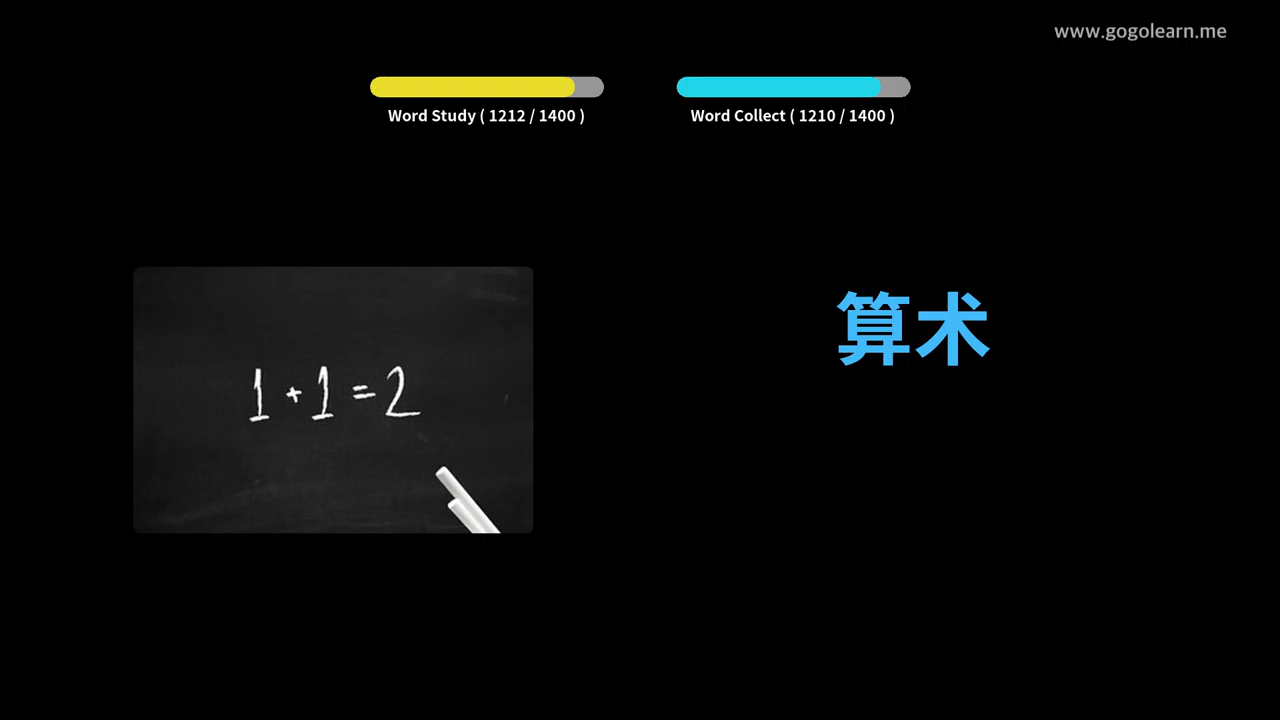 www.gogolearn.me
Word Study ( 1212 / 1400 )
Word Collect ( 1210 / 1400 )
算术
1 + 1 = 2